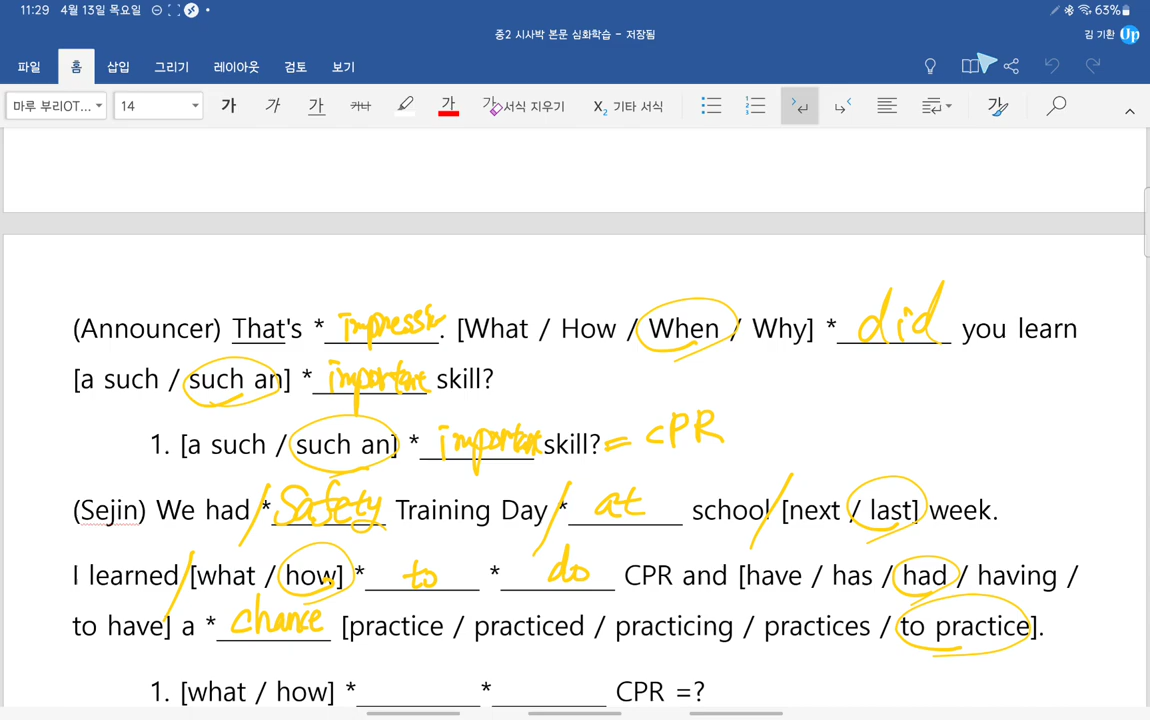 11:29 4월 13일 목요일 63%
중2 시사박 본문 심화학습 – 저장됨 김 기환 Up
파일 홈 삽입 그리기 레이아웃 검토 보기
마루 부리OT... 14 가 가 가 가나 가 가 서식 지우기 X₂ 기타 서식 가
(Announcer) That's * impressiv. [What / How / When / Why] * did you learn
[a such / such an] * important skill?
1. [a such / such an] * important skill? = CPR
(Sejin) We had / * Safety Training Day / * at school / [next / last] week.
I learned / [what / how] * to * do CPR and [have / has / had / having /
to have] a * chance [practice / practiced / practicing / practices / to practice].
1. [what / how] *__________ *__________ CPR =?